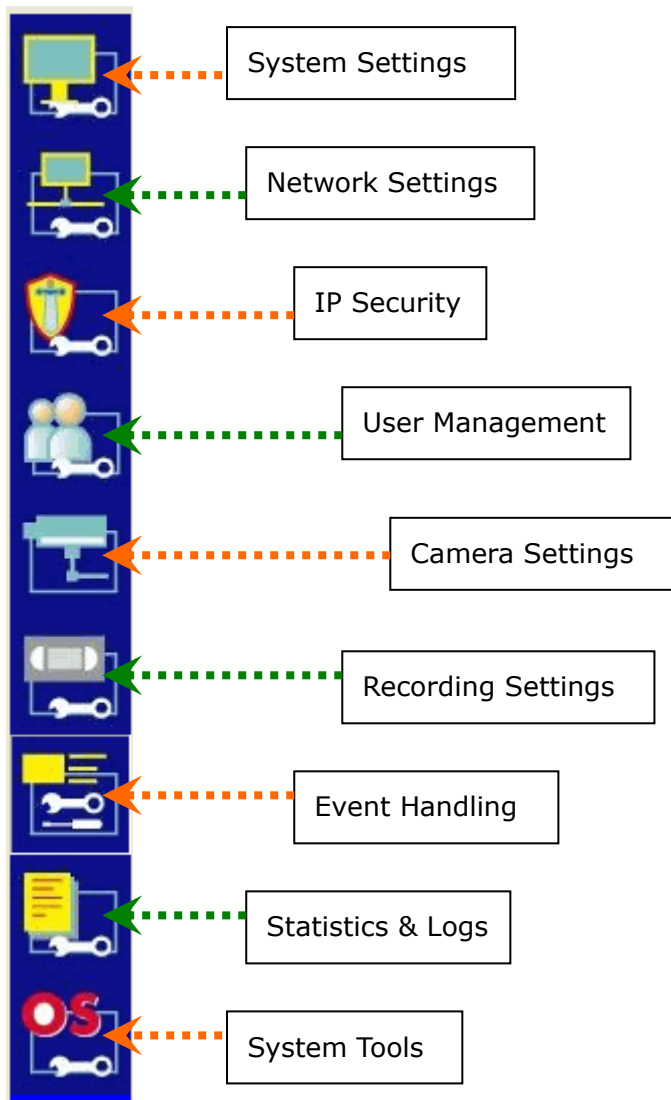 System Settings
Network Settings
IP Security
User Management
Camera Settings
Recording Settings
Event Handling
Statistics & Logs
OS
System Tools